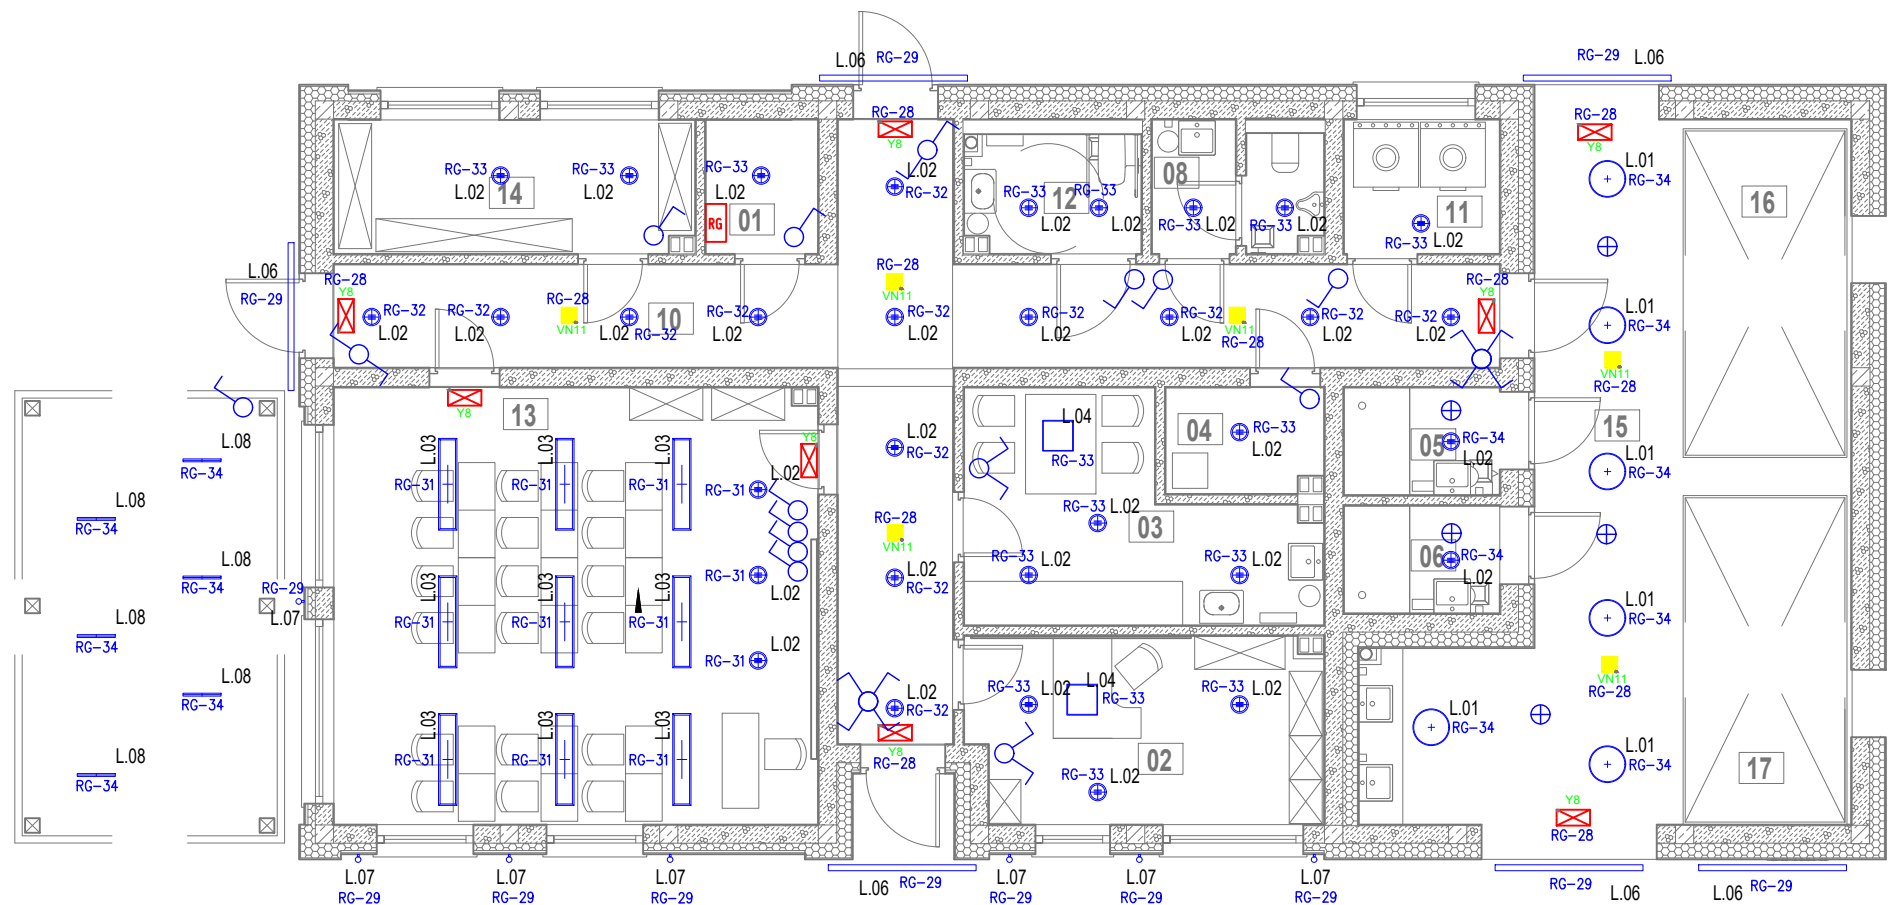 L.06 RG-29
RG-29 L.06
RG-28
Y8
RG-28
Y8
RG-33
L.02
14
RG-33
L.02
RG-33
L.02
RG
01
L.02
RG-32
RG-33
RG-33
12
L.02
L.02
08
RG-33
L.02
RG-33
L.02
11
RG-33
L.02
L.01
RG-34
16
L.06
RG-29
RG-28
Y8
RG-32
L.02
RG-32
L.02
RG-28
VN11
L.02
RG-32
10
RG-32
L.02
RG-28
VN11
RG-32
L.02
RG-32
L.02
RG-32
L.02
VN11
RG-28
RG-32
L.02
RG-32
L.02
RG-28
Y8
L.01
RG-34
VN11
RG-28
Y8
13
L.03
L.03
L.03
RG-31
RG-31
RG-31
Y8
L.02
RG-31
L.02
RG-32
L.04
RG-33
04
RG-33
L.02
05
RG-34
L.02
15
L.01
RG-34
L.08
RG-34
L.08
RG-34
L.08
RG-34
L.08
RG-34
L.08
RG-34
L.08
RG-34
RG-29
L.07
L.03
L.03
L.03
RG-31
RG-31
RG-31
RG-31
L.02
RG-31
L.02
RG-28
VN11
L.02
RG-32
L.02
03
RG-33
RG-33
L.02
RG-33
L.02
06
RG-34
L.02
L.01
RG-34
VN11
RG-28
L.03
L.03
L.03
RG-31
RG-31
RG-31
L.02
RG-32
Y8
RG-28
RG-33
L.02
L.04
RG-33
RG-33
L.02
02
RG-33
L.02
L.01
RG-34
L.01
RG-34
17
Y8
RG-28
L.07
RG-29
L.07
RG-29
L.07
RG-29
L.06
RG-29
L.07
RG-29
L.07
RG-29
L.07
RG-29
RG-29
L.06
L.06
RG-29